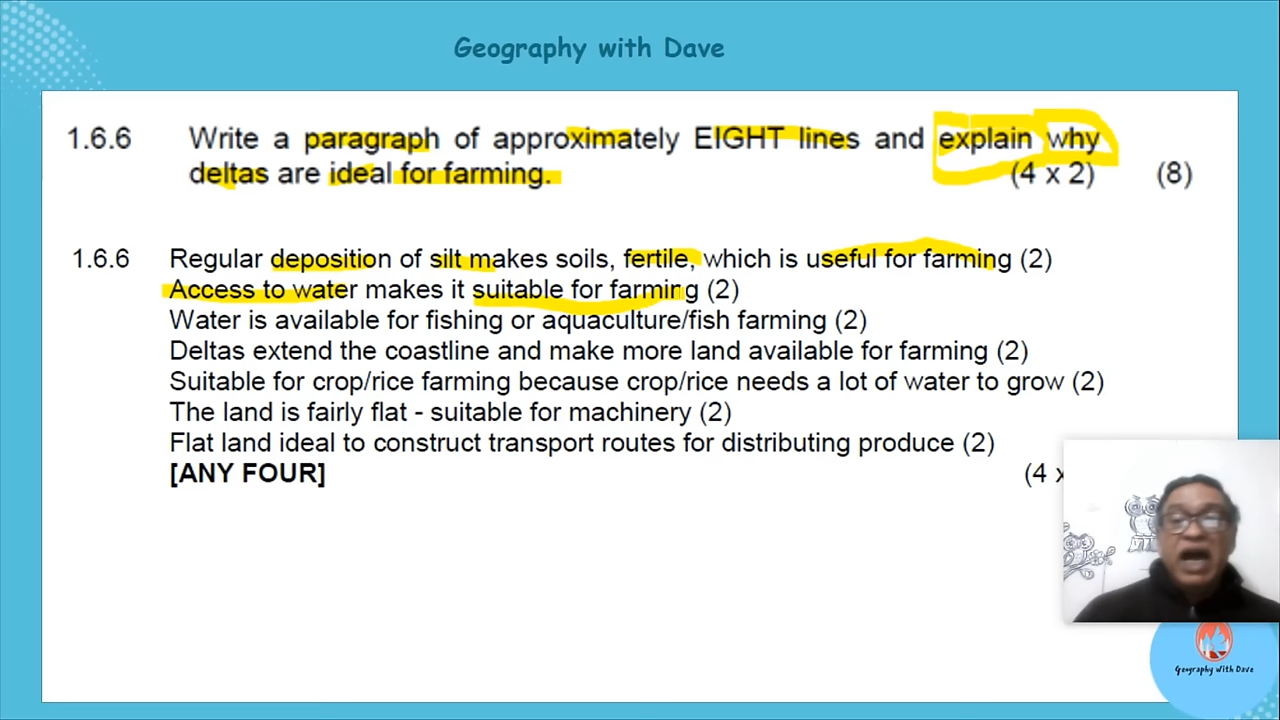 Geography with Dave
1.6.6 Write a paragraph of approximately EIGHT lines and explain why
deltas are ideal for farming. (4 x 2) (8)
1.6.6 Regular deposition of silt makes soils, fertile, which is useful for farming (2)
Access to water makes it suitable for farming (2)
Water is available for fishing or aquaculture/fish farming (2)
Deltas extend the coastline and make more land available for farming (2)
Suitable for crop/rice farming because crop/rice needs a lot of water to grow (2)
The land is fairly flat - suitable for machinery (2)
Flat land ideal to construct transport routes for distributing produce (2)
[ANY FOUR] (4 x
Geography with Dave